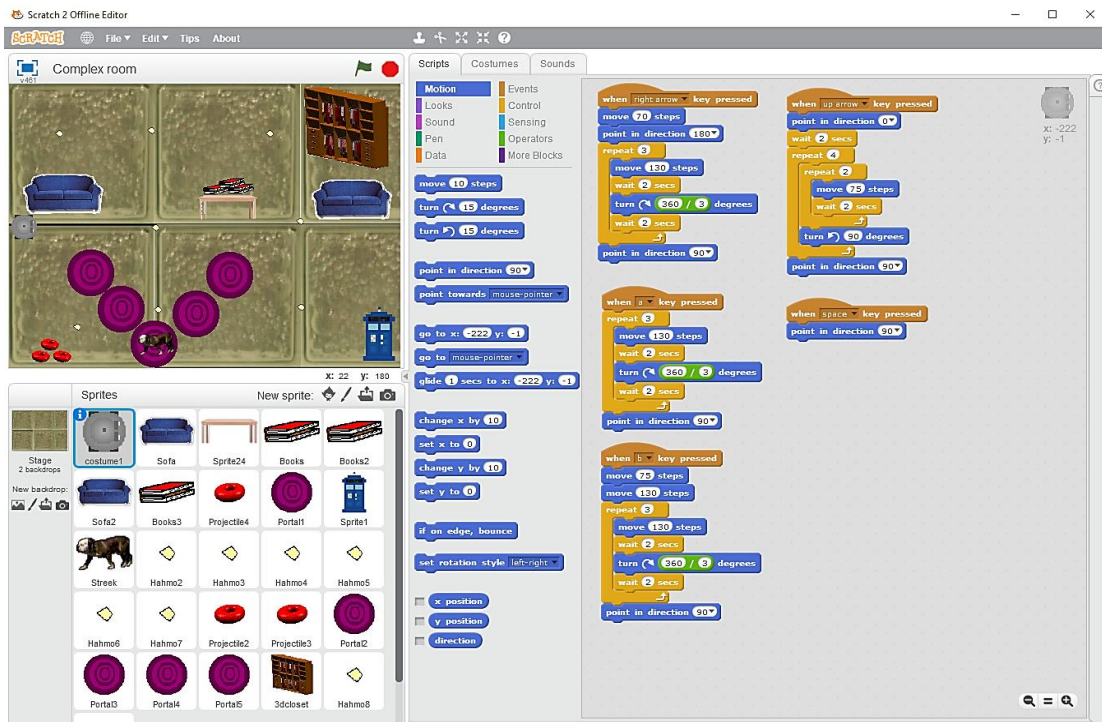 Scratch 2 Offline Editor
SCRATCH File Edit Tips About
v461
Complex room
x: 22 y: 180
Sprites
New sprite:
Stage
2 backdrops
New backdrop:
costume1 Sofa Sprite24 Books Books2
Sofa2 Books3 Projectile4 Portal1 Sprite1
Streek Hahmo2 Hahmo3 Hahmo4 Hahmo5
Hahmo6 Hahmo7 Projectile2 Projectile3 Portal2
Portal3 Portal4 Portal5 3dcloset Hahmo8
Scripts Costumes Sounds
Motion Events
Looks Control
Sound Sensing
Pen Operators
Data More Blocks
move 10 steps
turn 15 degrees
turn 15 degrees
point in direction 90
point towards mouse-pointer
go to x: -222 y: -1
go to mouse-pointer
glide 1 secs to x: -222 y: -1
change x by 10
set x to 0
change y by 10
set y to 0
if on edge, bounce
set rotation style left-right
x position
y position
direction
when right arrow key pressed
move 70 steps
point in direction 180
repeat 3
move 130 steps
wait 2 secs
turn 360 / 3 degrees
wait 2 secs
point in direction 90
when a key pressed
repeat 3
move 130 steps
wait 2 secs
turn 360 / 3 degrees
wait 2 secs
point in direction 90
when b key pressed
move 75 steps
move 130 steps
repeat 3
move 130 steps
wait 2 secs
turn 360 / 3 degrees
wait 2 secs
point in direction 90
when up arrow key pressed
point in direction 0
wait 2 secs
repeat 4
repeat 2
move 75 steps
wait 2 secs
turn 90 degrees
point in direction 90
when space key pressed
point in direction 90
x: -222
y: -1